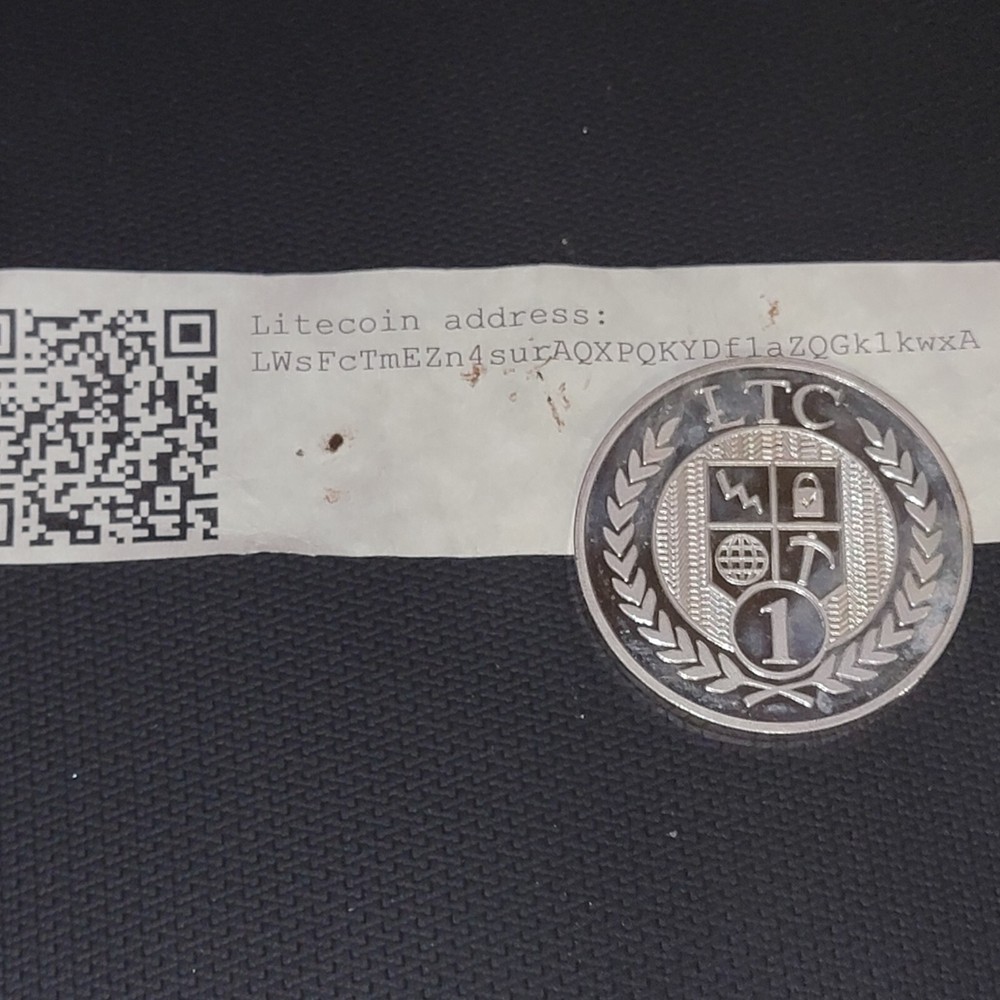 Litecoin address:
LWsFcTmEZn4surAQXPQKYDf1aZQGk1kwxA
LTC
1